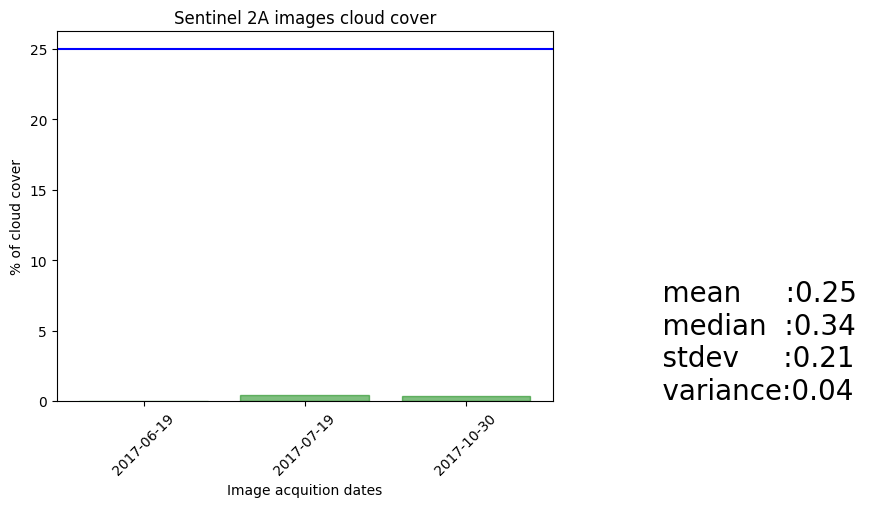 Sentinel 2A images cloud cover
25
20
15
10
5
0
% of cloud cover
2017-06-19
2017-07-19
2017-10-30
Image acquition dates
mean :0.25
median :0.34
stdev :0.21
variance:0.04